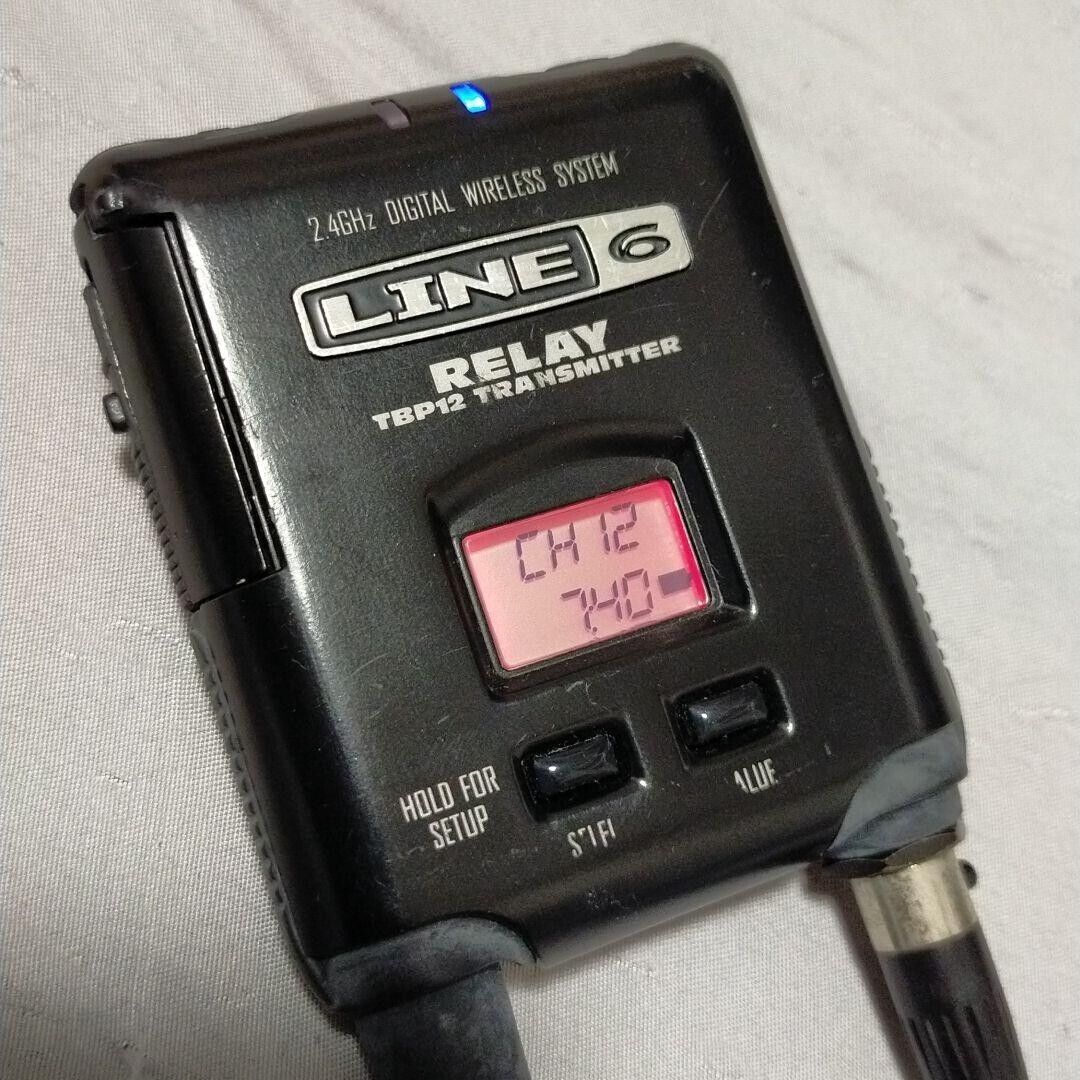 2.4GHz DIGITAL WIRELESS SYSTEM
LINE 6
RELAY
TBP12 TRANSMITTER
CH 12
7:40
HOLD FOR
SETUP